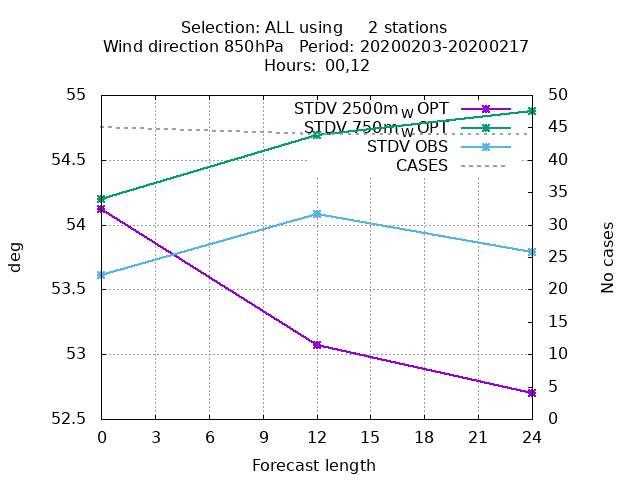 Selection: ALL using     2 stations
Wind direction 850hPa   Period: 20200203-20200217
Hours: 00,12
STDV 2500m_W OPT
STDV 750m_W OPT
STDV OBS
CASES
deg
55
54.5
54
53.5
53
52.5
50
45
40
35
30
25
20
15
10
5
0
No cases
0 3 6 9 12 15 18 21 24
Forecast length